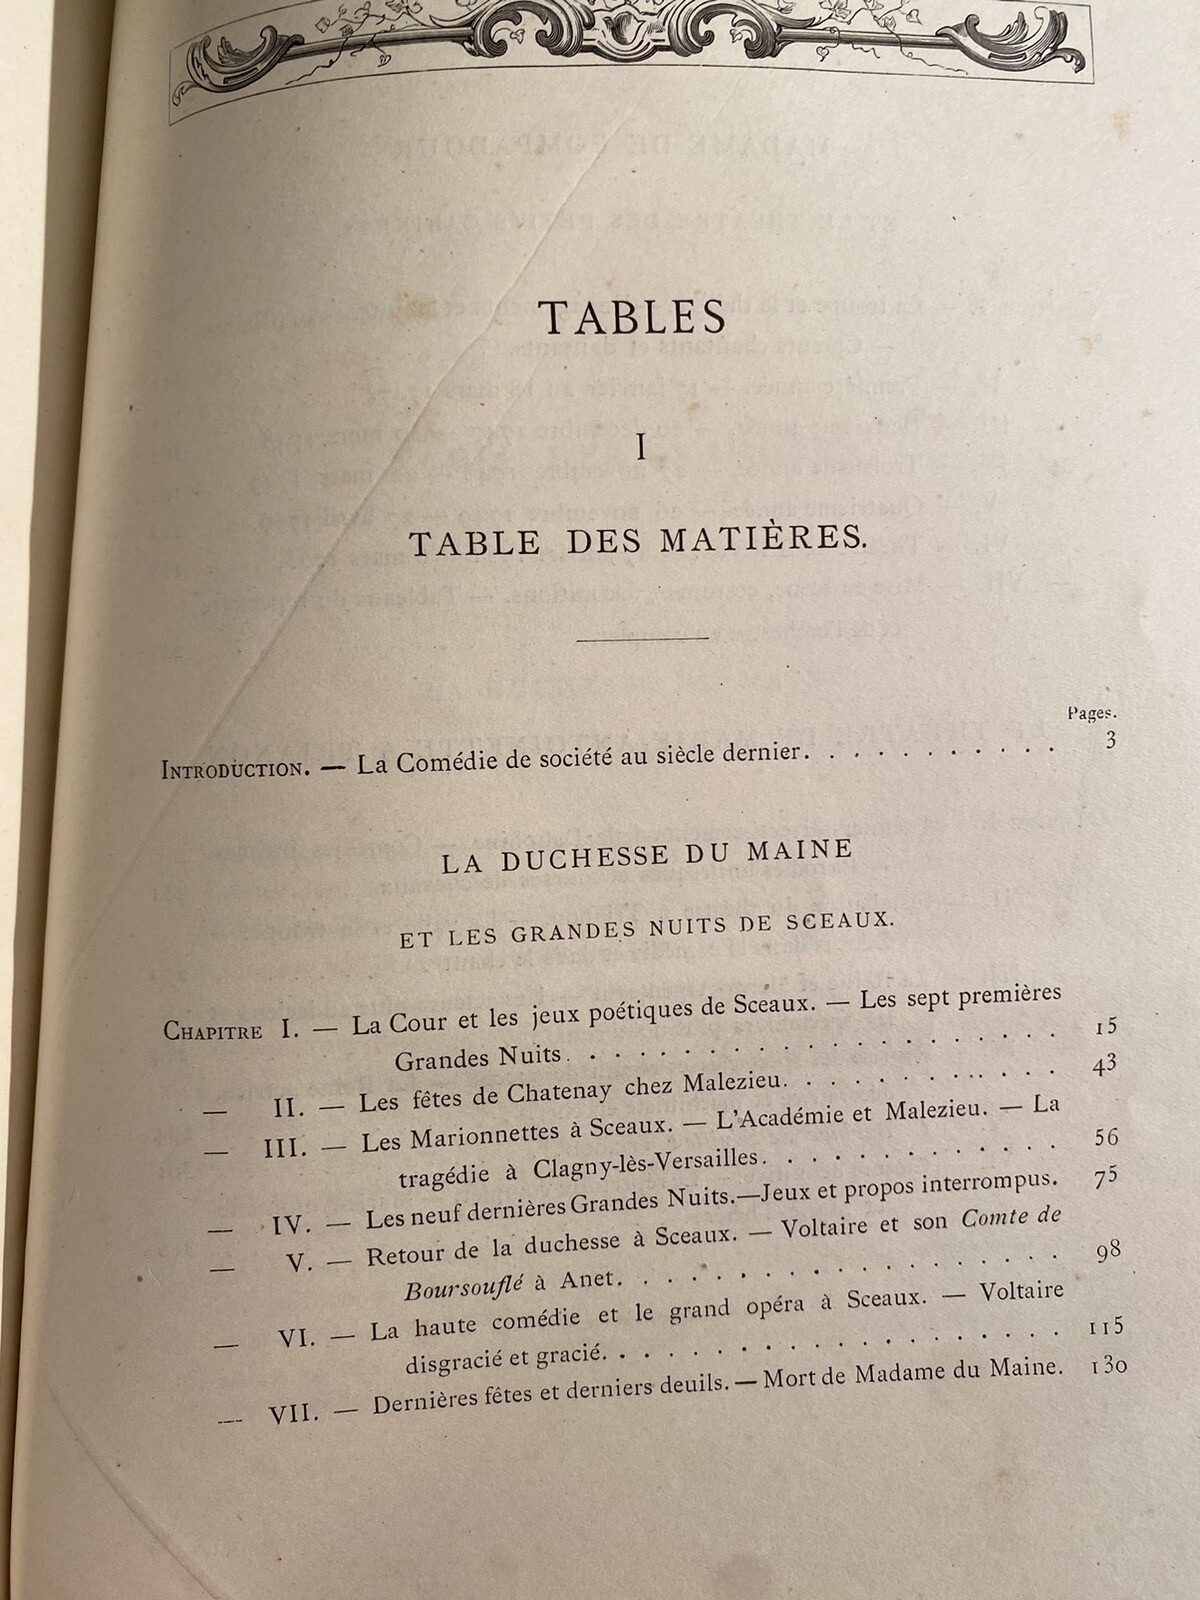 TABLES
I
TABLE DES MATIÈRES.
Pages.
INTRODUCTION. — La Comédie de société au siècle dernier. . . . . . . . . . . 3
LA DUCHESSE DU MAINE
ET LES GRANDES NUITS DE SCEAUX.
CHAPITRE I. — La Cour et les jeux poétiques de Sceaux. — Les sept premières
Grandes Nuits. . . . . . . . . . . . . . . . . . 15
— II. — Les fêtes de Chatenay chez Malezieu. . . . . . . . . . . 43
— III. — Les Marionnettes à Sceaux. — L'Académie et Malezieu. — La
tragédie à Clagny-lès-Versailles. . . . . . . . . . . 56
— IV. — Les neuf dernières Grandes Nuits. — Jeux et propos interrompus. 75
— V. — Retour de la duchesse à Sceaux. — Voltaire et son Comte de
Boursouflé à Anet. . . . . . . . . . . . . . . . 98
— VI. — La haute comédie et le grand opéra à Sceaux. — Voltaire
disgracié et gracié. . . . . . . . . . . . . . . . 115
— VII. — Dernières fêtes et derniers deuils. — Mort de Madame du Maine. 130